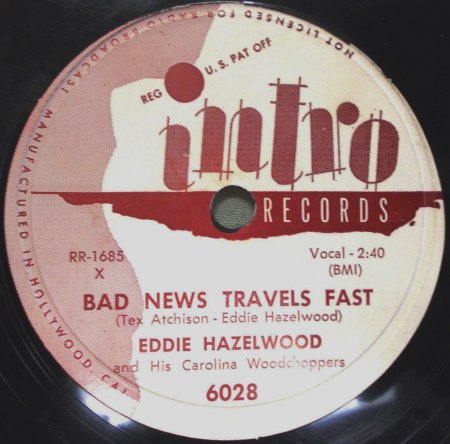 NOT LICENSED FOR RADIO BROADCAST
MANUFACTURED IN HOLLYWOOD, CAL
REG U. S. PAT OFF
intro
RECORDS
RR-1685
X
Vocal - 2:40
(BMI)
BAD NEWS TRAVELS FAST
(Tex Atchison - Eddie Hazelwood)
EDDIE HAZELWOOD
and His Carolina Woodchoppers
6028